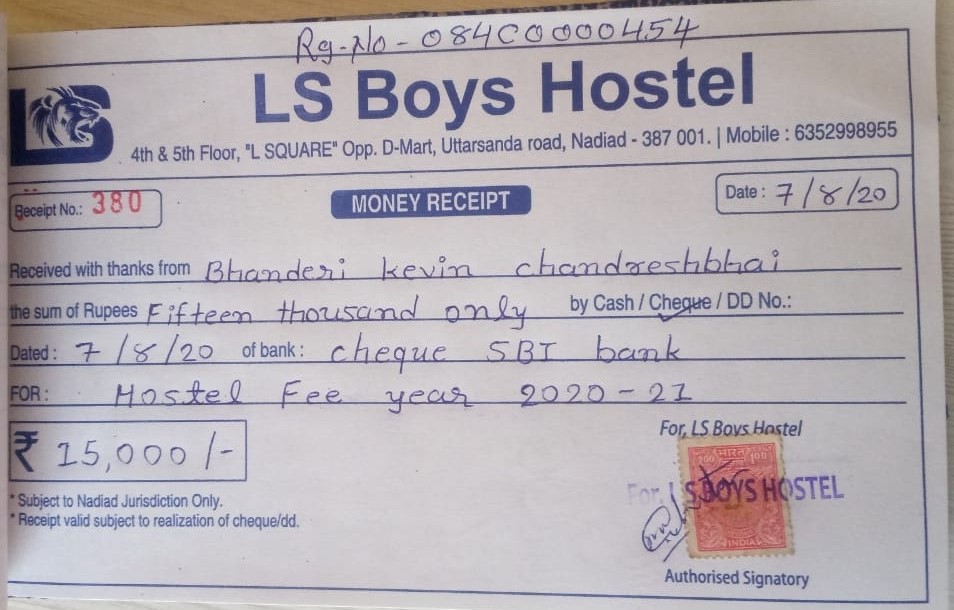 Rg-No - 084C0000454
LS Boys Hostel
LS
4th & 5th Floor, "L SQUARE" Opp. D-Mart, Uttarsanda road, Nadiad - 387 001. | Mobile : 6352998955
Receipt No.: 380 MONEY RECEIPT Date : 7/8/20
Received with thanks from Bhanderi kevin chandreshbhai
the sum of Rupees Fifteen thousand only by Cash / Cheque / DD No.:
Dated : 7/8/20 of bank : cheque SBI bank
FOR : Hostel Fee year 2020-21
₹ 15,000/-
For, LS Boys Hostel
भारत
100
For, LS BOYS HOSTEL
INDIA
* Subject to Nadiad Jurisdiction Only.
* Receipt valid subject to realization of cheque/dd.
Authorised Signatory